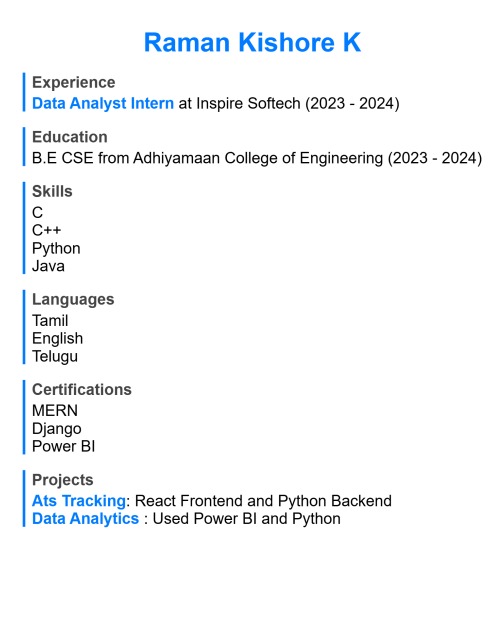 Raman Kishore K
Experience
Data Analyst Intern at Inspire Softech (2023 - 2024)
Education
B.E CSE from Adhiyamaan College of Engineering (2023 - 2024)
Skills
C
C++
Python
Java
Languages
Tamil
English
Telugu
Certifications
MERN
Django
Power BI
Projects
Ats Tracking: React Frontend and Python Backend
Data Analytics : Used Power BI and Python